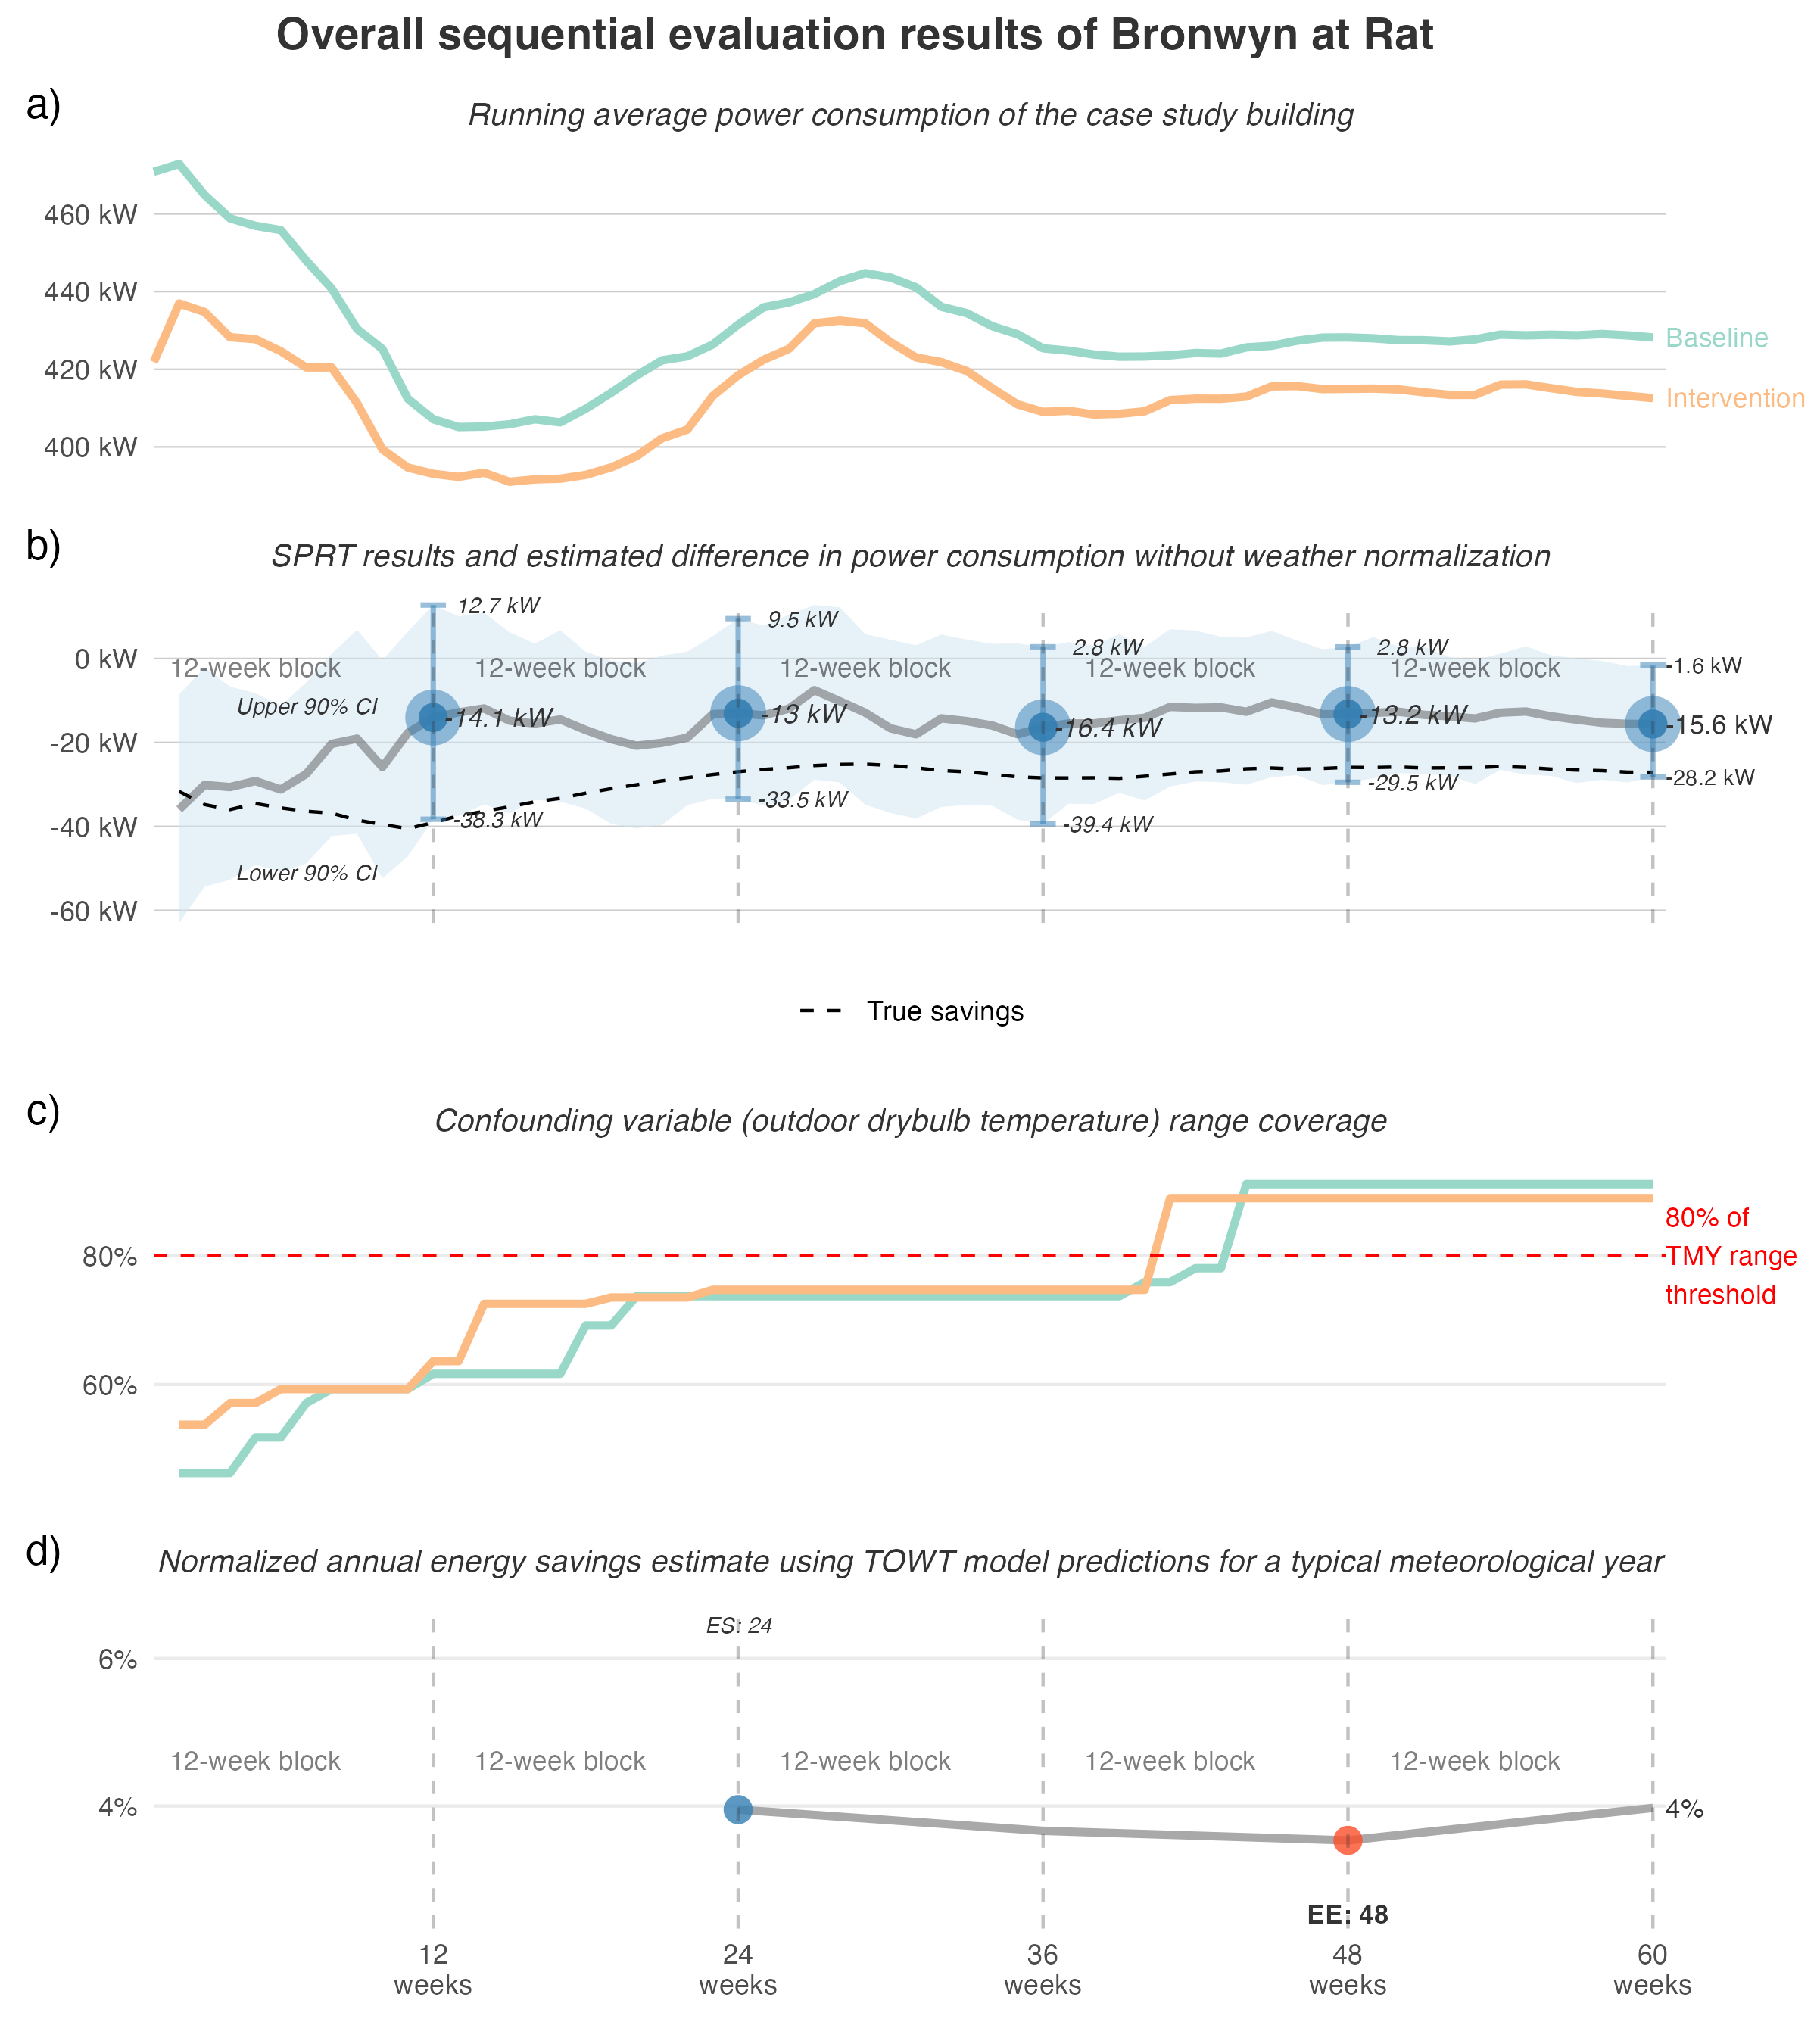 Overall sequential evaluation results of Bronwyn at Rat
a)
Running average power consumption of the case study building
460 kW
440 kW
420 kW
400 kW
Baseline
Intervention
b)
SPRT results and estimated difference in power consumption without weather normalization
12.7 kW
9.5 kW
2.8 kW
2.8 kW
-1.6 kW
0 kW
12-week block
12-week block
12-week block
12-week block
12-week block
Upper 90% CI
-14.1 kW
-13 kW
-16.4 kW
-13.2 kW
-15.6 kW
-20 kW
-38.3 kW
-33.5 kW
-39.4 kW
-29.5 kW
-28.2 kW
-40 kW
Lower 90% CI
-60 kW
True savings
c)
Confounding variable (outdoor drybulb temperature) range coverage
80%
60%
80% of
TMY range
threshold
d)
Normalized annual energy savings estimate using TOWT model predictions for a typical meteorological year
ES: 24
6%
12-week block
12-week block
12-week block
12-week block
12-week block
4%
4%
EE: 48
12
weeks
24
weeks
36
weeks
48
weeks
60
weeks